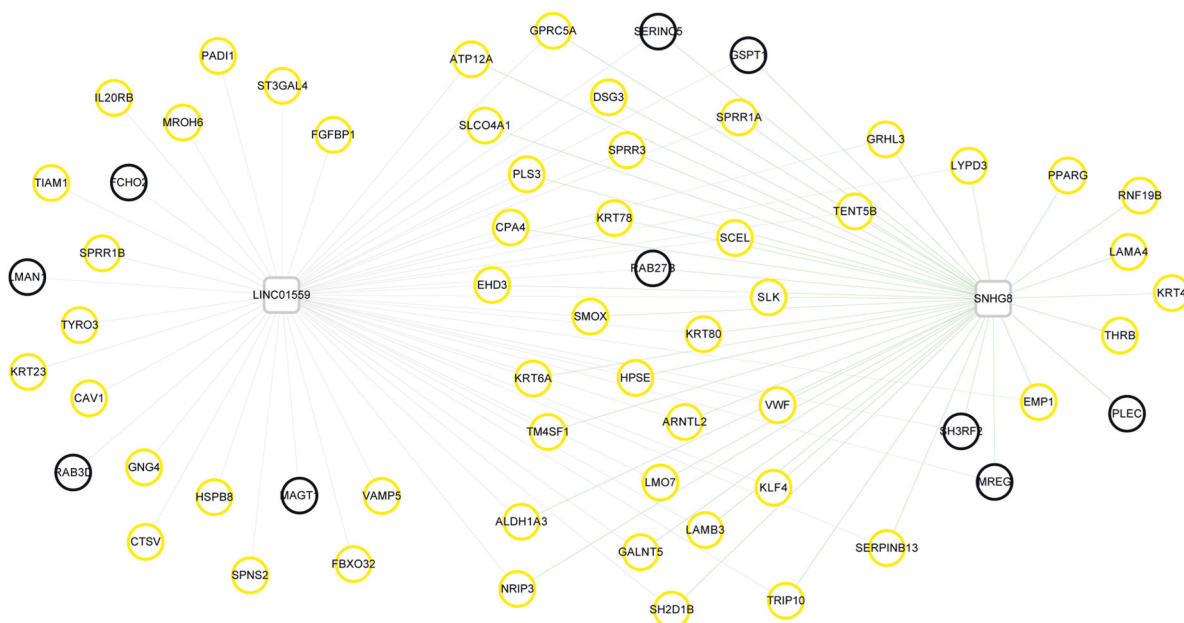 GPRC5A
SERINC5
PADI1
GSPT1
ATP12A
ST3GAL4
IL20RB
DSG3
SPRR1A
MROH6
SLCO4A1
FGFBP1
GRHL3
SPRR3
LYPD3
PPARG
PLS3
TIAM1
FCHO2
RNF19B
TENT5B
KRT78
CPA4
SCEL
SPRR1B
LAMA4
RAB27B
LMAN1
EHD3
KRT4
LINC01559
SLK
SNHG8
SMOX
TYRO3
KRT80
THRB
KRT23
KRT6A
HPSE
CAV1
EMP1
VWF
PLEC
ARNTL2
TM4SF1
SH3RF2
GNG4
RAB3D
LMO7
MREG
KLF4
HSPB8
MAGT1
VAMP5
ALDH1A3
LAMB3
CTSV
GALNT5
SERPINB13
FBXO32
SPNS2
NRIP3
TRIP10
SH2D1B